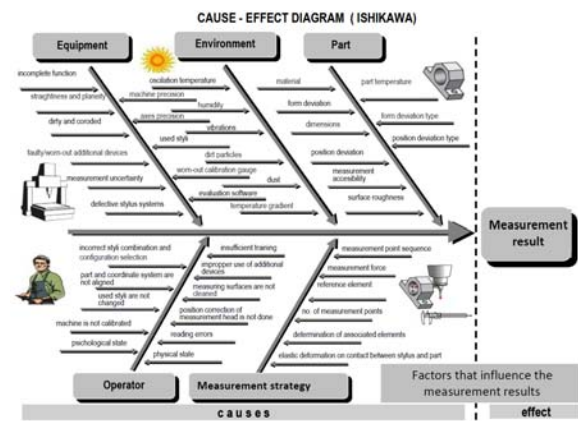 CAUSE - EFFECT DIAGRAM ( ISHIKAWA)
Equipment
Environment
Part
incomplete function
straightness and planeity
dirty and coroded
faulty/worn-out additional devices
measurement uncertainty
defective stylus systems
machine precision
axes precision
used styli
worn-out calibration gauge
evaluation software
oscilation temperature
humidity
vibrations
dirt particles
dust
temperature gradient
material
form deviation
dimensions
position deviation
measurement
accesibility
surface roughness
part temperature
form deviation type
position deviation type
Measurement
result
incorrect styli combination and
configuration selection
part and coordinate system are
not aligned
used styli are not
changed
machine is not calibrated
pschological state
insufficient training
impropper use of additional
devices
measuring surfaces are not
cleaned
position correction of
measurement head is not done
reading errors
physical state
measurement point sequence
measurement force
reference element
no. of measurement points
determination of associated elements
elastic deformation on contact between stylus and part
Operator
Measurement strategy
Factors that influence the
measurement results
causes
effect